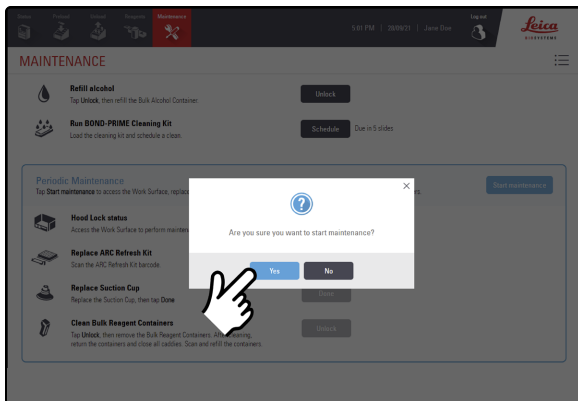 Status
Preload
Unload
Reagents
Maintenance
5:01 PM | 28/09/21 | Jane Doe
Log out
Leica
BIOSYSTEMS
MAINTENANCE
Refill alcohol
Tap Unlock, then refill the Bulk Alcohol Container.
Unlock
Run BOND-PRIME Cleaning Kit
Load the cleaning kit and schedule a clean.
Schedule
Due in 5 slides
Periodic Maintenance
Tap Start maintenance to access the Work Surface, replace
rs.
Start maintenance
Are you sure you want to start maintenance?
Yes
No
Hood Lock status
Access the Work Surface to perform mainten
Replace ARC Refresh Kit
Scan the ARC Refresh Kit barcode.
Replace Suction Cup
Replace the Suction Cup, then tap Done
Done
Clean Bulk Reagent Containers
Tap Unlock, then remove the Bulk Reagent Containers. After cleaning,
return the containers and close all caddies. Scan and refill the containers.
Unlock